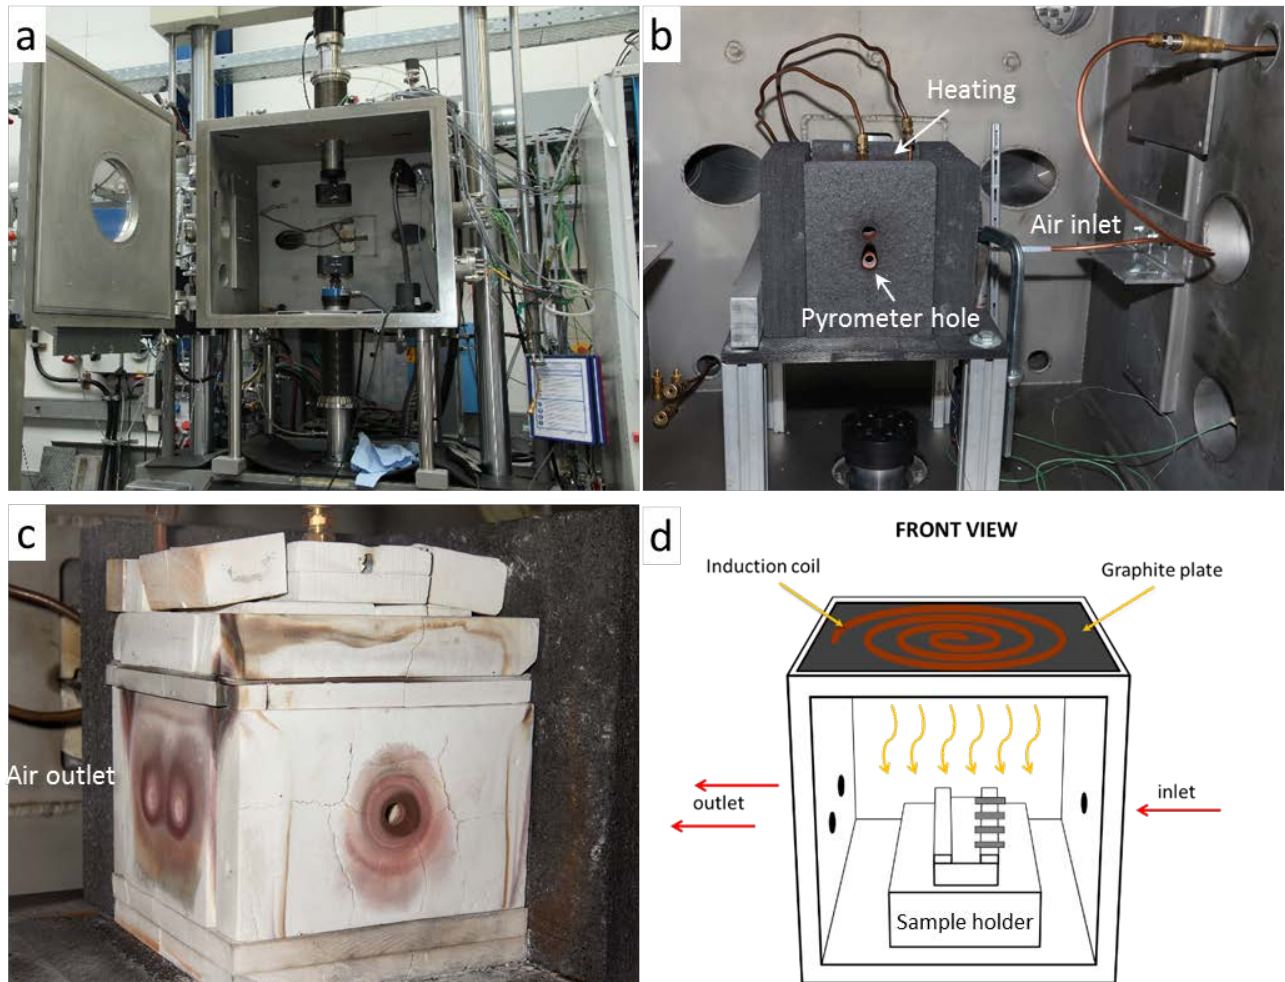 a
b
Heating
Air inlet
Pyrometer hole
c
Air outlet
d
FRONT VIEW
Induction coil
Graphite plate
outlet
inlet
Sample holder